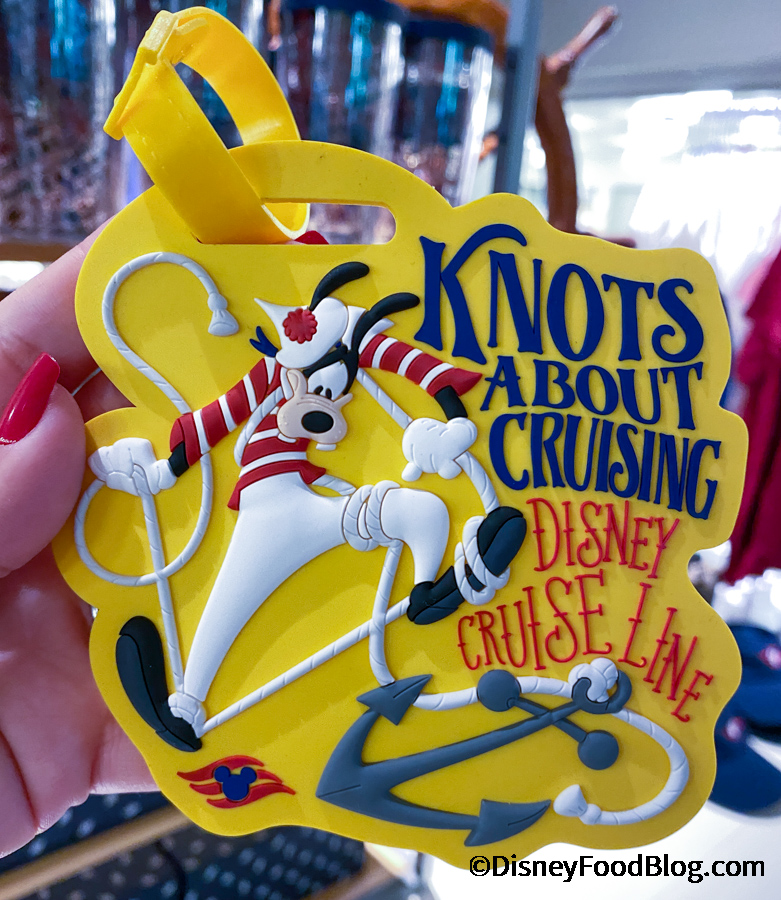 KNOTS
ABOUT
CRUISING
DISNEY
CRUISE LINE
©DisneyFoodBlog.com